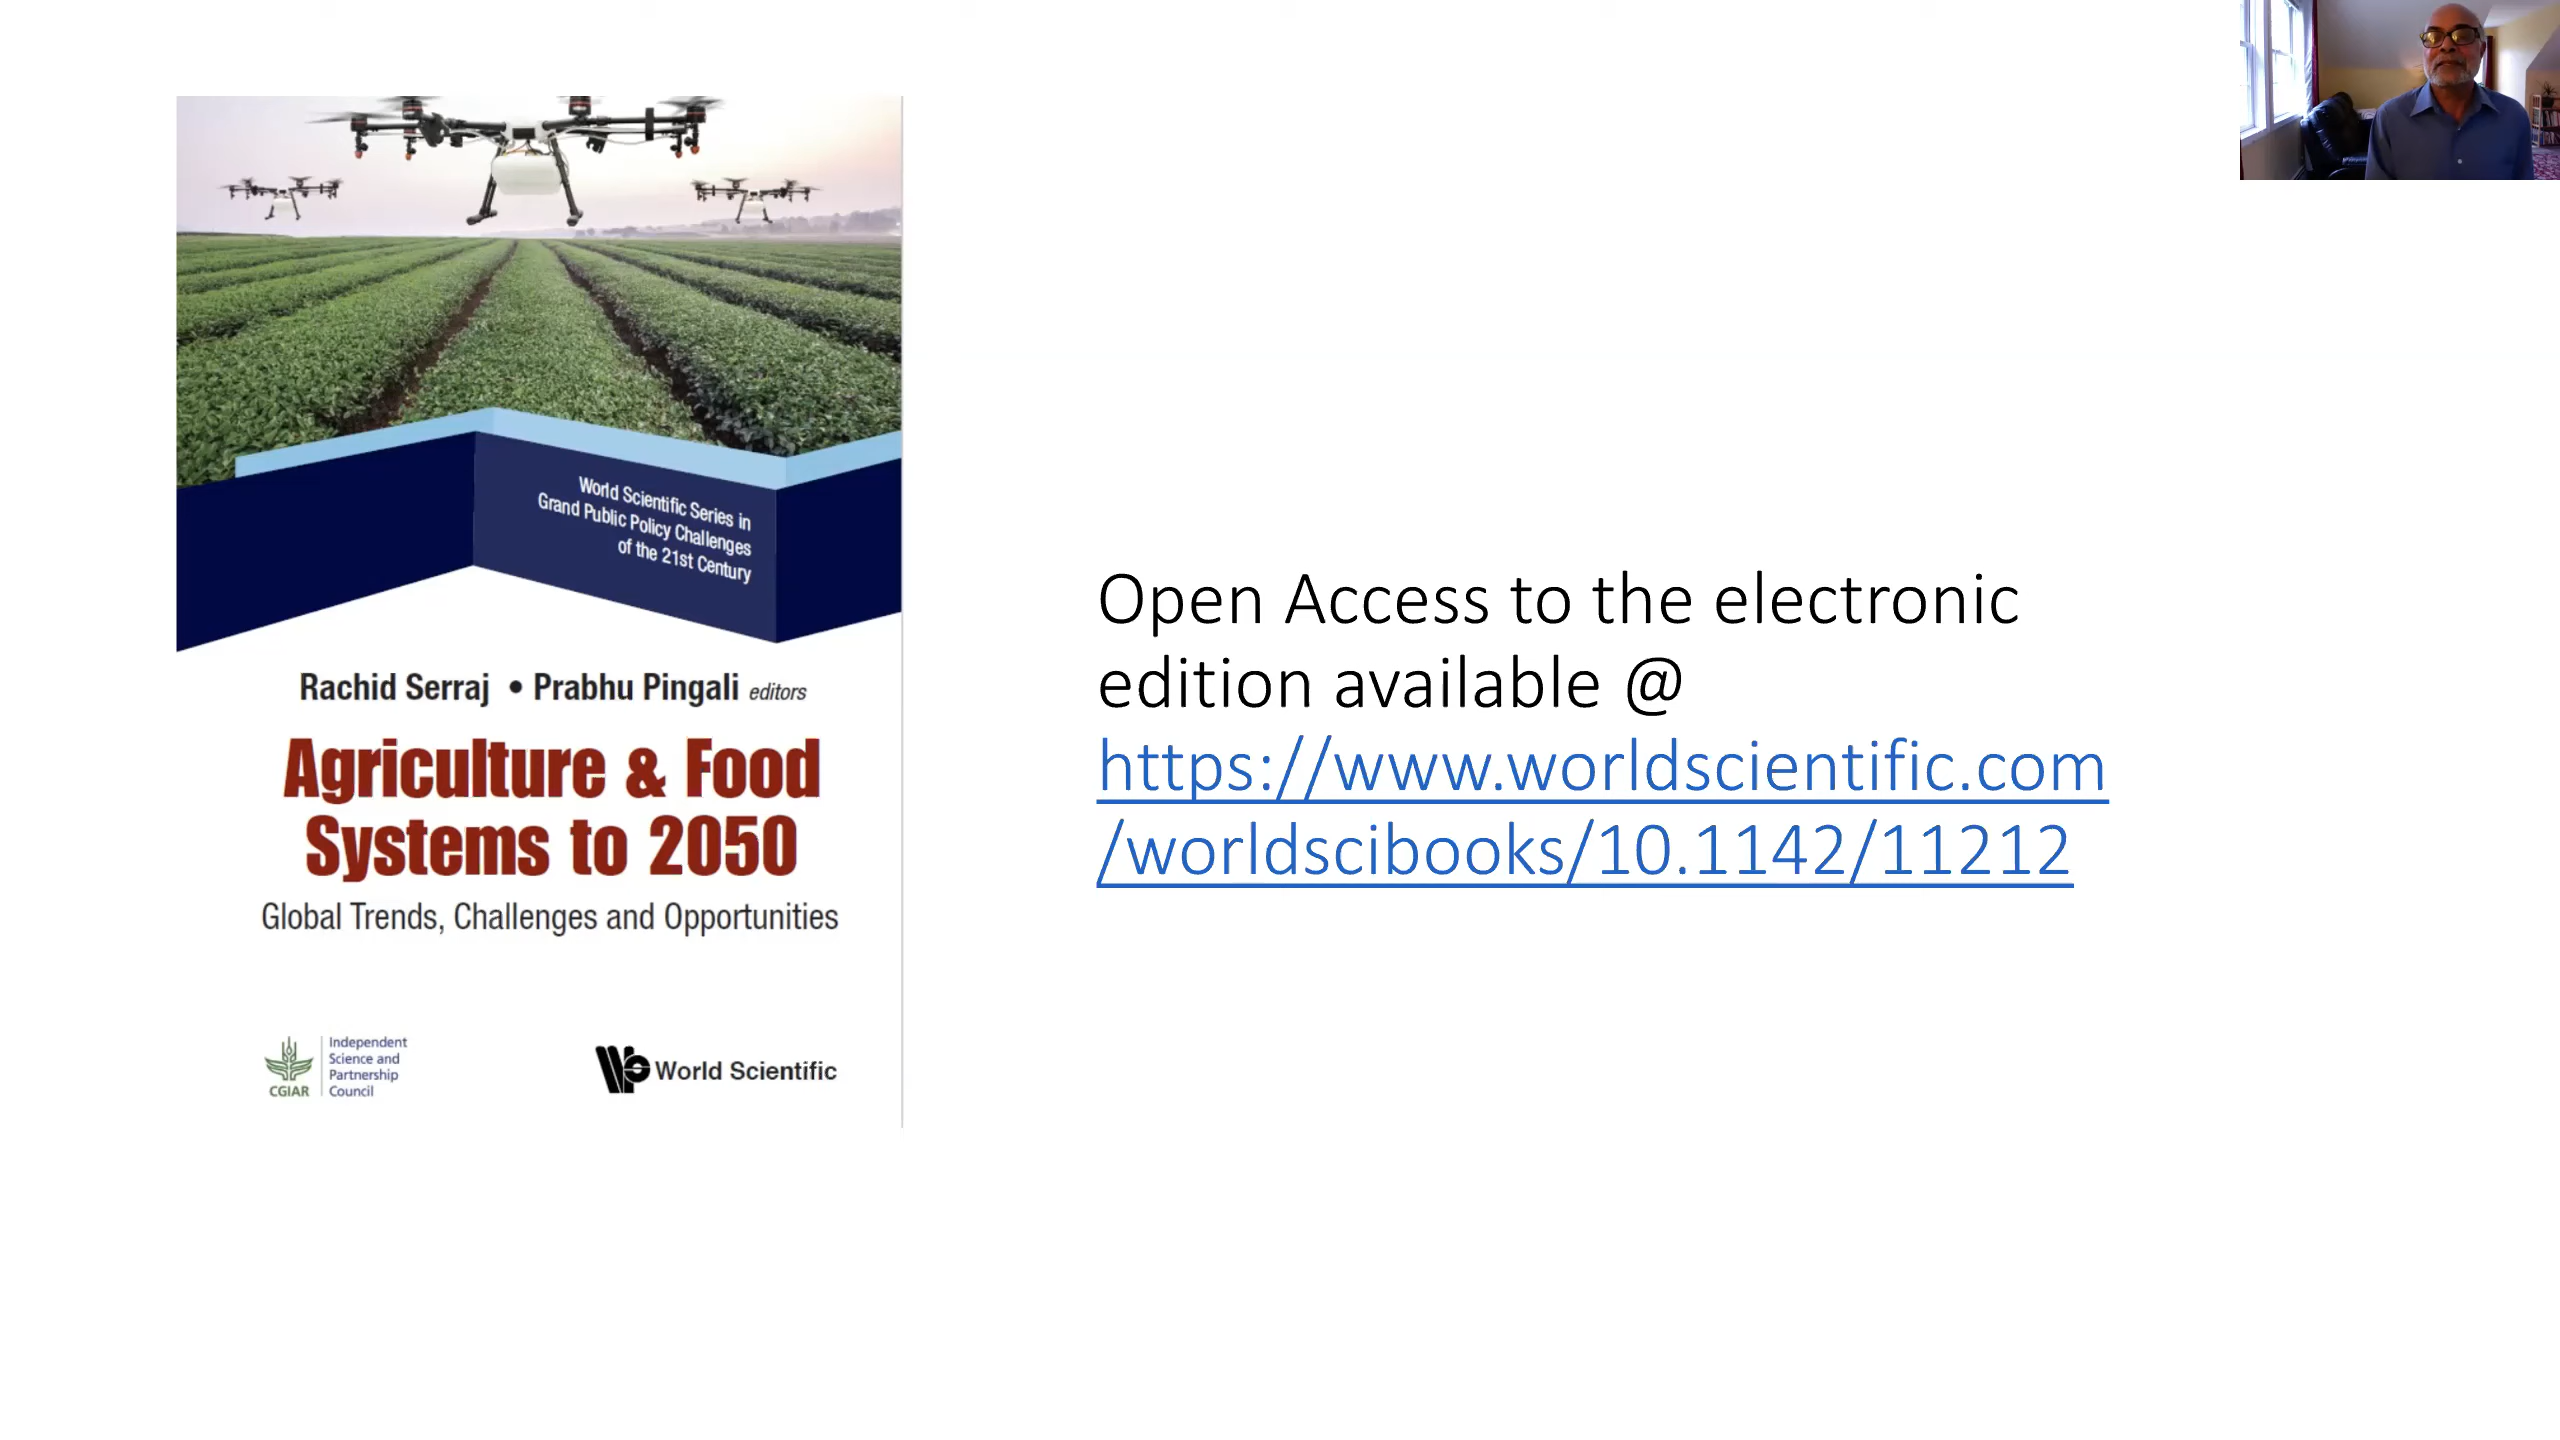 World Scientific Series in
Grand Public Policy Challenges
of the 21st Century
Rachid Serraj • Prabhu Pingali editors
Agriculture & Food
Systems to 2050
Global Trends, Challenges and Opportunities
CGIAR
Independent
Science and
Partnership
Council
World Scientific
Open Access to the electronic
edition available @
https://www.worldscientific.com
/worldscibooks/10.1142/11212